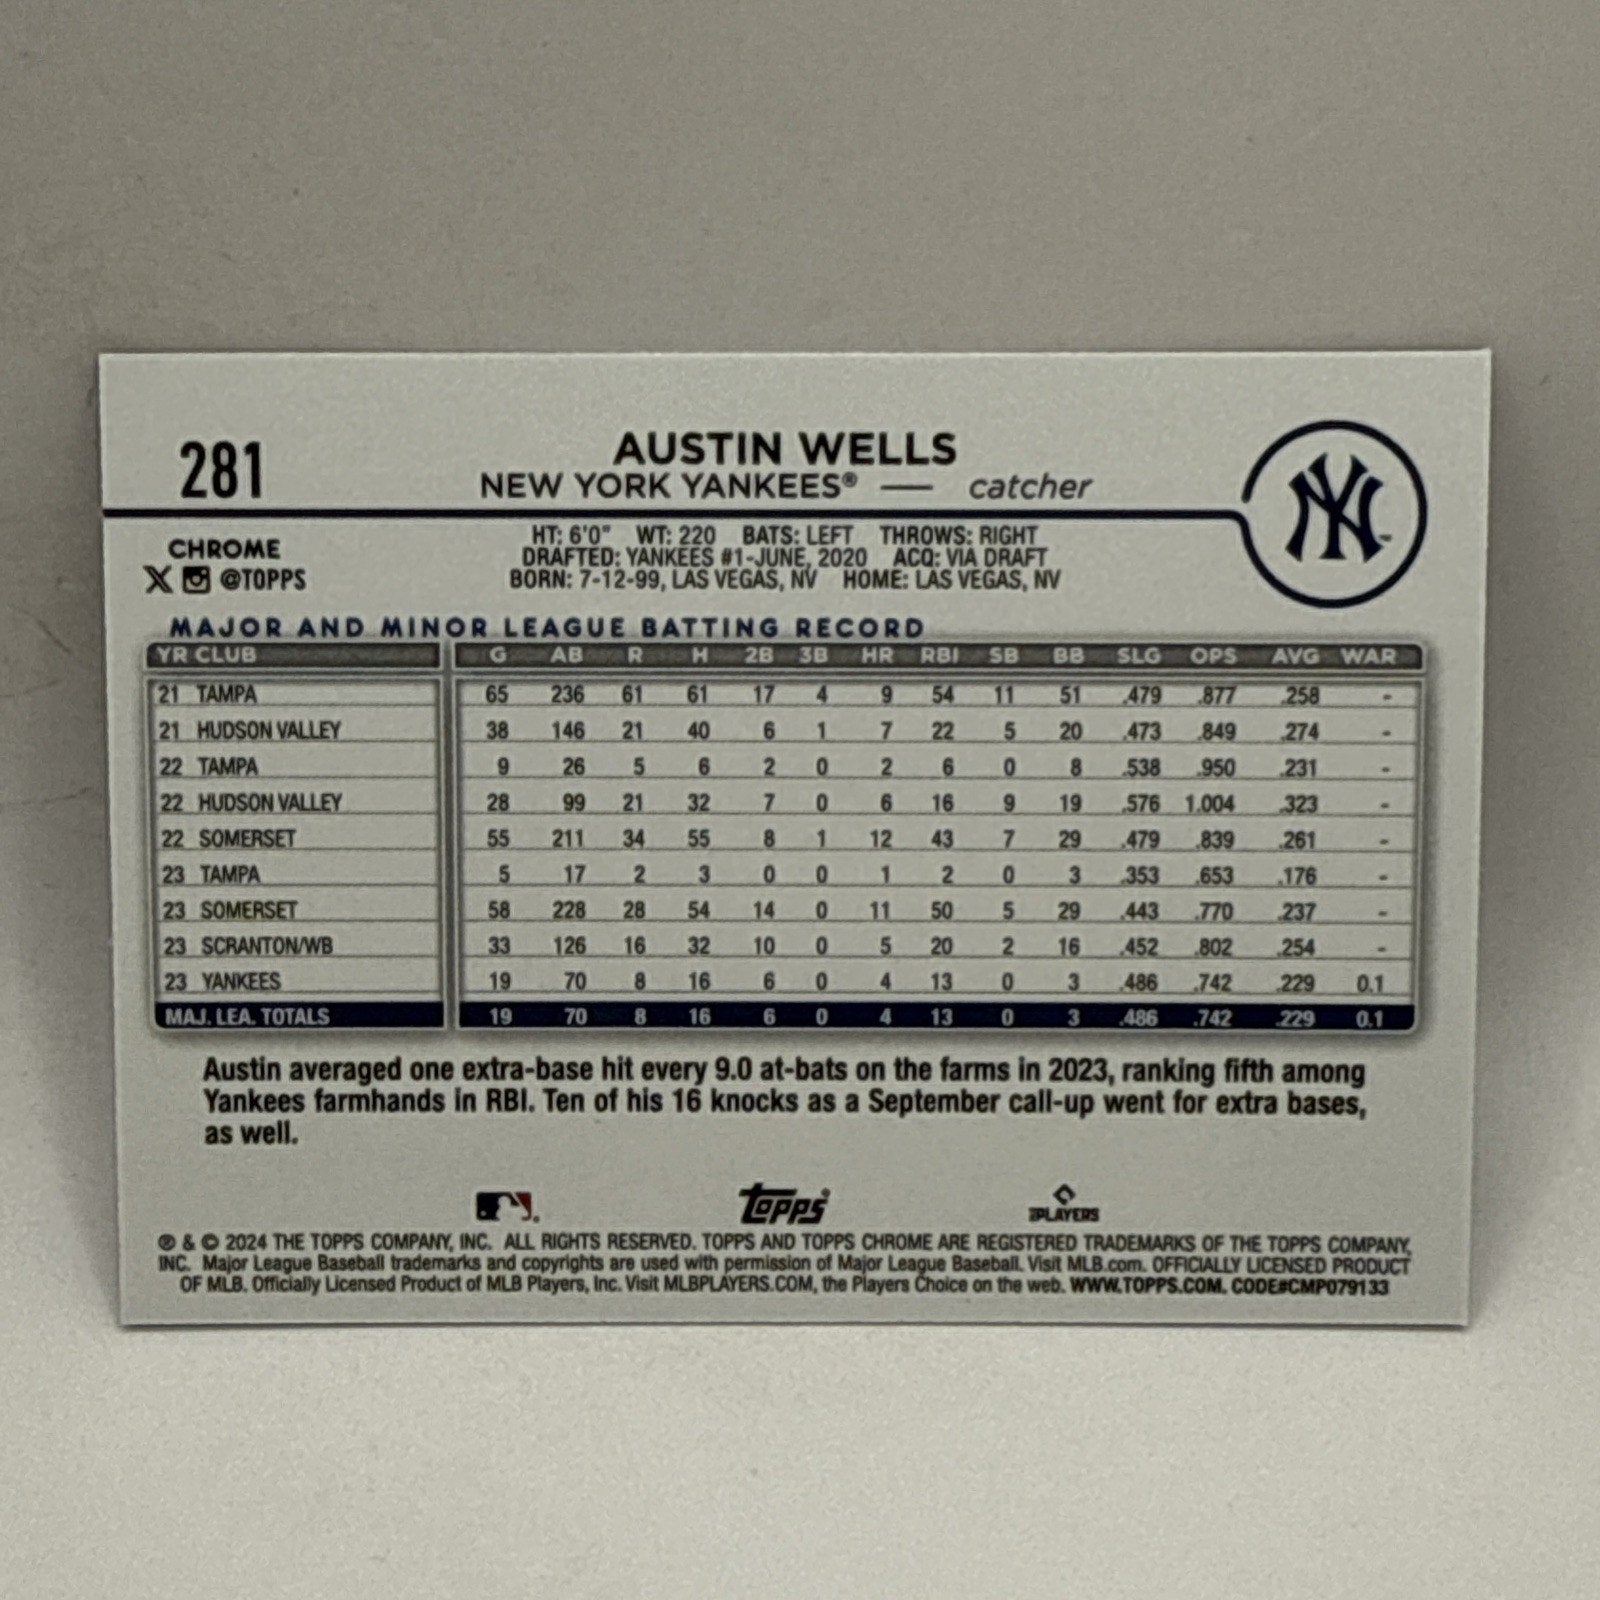 281
AUSTIN WELLS
NEW YORK YANKEES® — catcher
NY
CHROME
X @TOPPS
HT: 6'0" WT: 220 BATS: LEFT THROWS: RIGHT
DRAFTED: YANKEES #1-JUNE, 2020 ACQ: VIA DRAFT
BORN: 7-12-99, LAS VEGAS, NV HOME: LAS VEGAS, NV
MAJOR AND MINOR LEAGUE BATTING RECORD
YR CLUB G AB R H 2B 3B HR RBI SB BB SLG OPS AVG WAR
21 TAMPA 65 236 61 61 17 4 9 54 11 51 .479 .877 .258 -
21 HUDSON VALLEY 38 146 21 40 6 1 7 22 5 20 .473 .849 .274 -
22 TAMPA 9 26 5 6 2 0 2 6 0 8 .538 .950 .231 -
22 HUDSON VALLEY 28 99 21 32 7 0 6 16 9 19 .576 1.004 .323 -
22 SOMERSET 55 211 34 55 8 1 12 43 7 29 .479 .839 .261 -
23 TAMPA 5 17 2 3 0 0 1 2 0 3 .353 .653 .176 -
23 SOMERSET 58 228 28 54 14 0 11 50 5 29 .443 .770 .237 -
23 SCRANTON/WB 33 126 16 32 10 0 5 20 2 16 .452 .802 .254 -
23 YANKEES 19 70 8 16 6 0 4 13 0 3 .486 .742 .229 0.1
MAJ. LEA. TOTALS 19 70 8 16 6 0 4 13 0 3 .486 .742 .229 0.1
Austin averaged one extra-base hit every 9.0 at-bats on the farms in 2023, ranking fifth among
Yankees farmhands in RBI. Ten of his 16 knocks as a September call-up went for extra bases,
as well.
topps®
PLAYERS
® & © 2024 THE TOPPS COMPANY, INC. ALL RIGHTS RESERVED. TOPPS AND TOPPS CHROME ARE REGISTERED TRADEMARKS OF THE TOPPS COMPANY,
INC. Major League Baseball trademarks and copyrights are used with permission of Major League Baseball. Visit MLB.com. OFFICIALLY LICENSED PRODUCT
OF MLB. Officially Licensed Product of MLB Players, Inc. Visit MLBPLAYERS.COM, the Players Choice on the web. WWW.TOPPS.COM. CODE#CMP079133